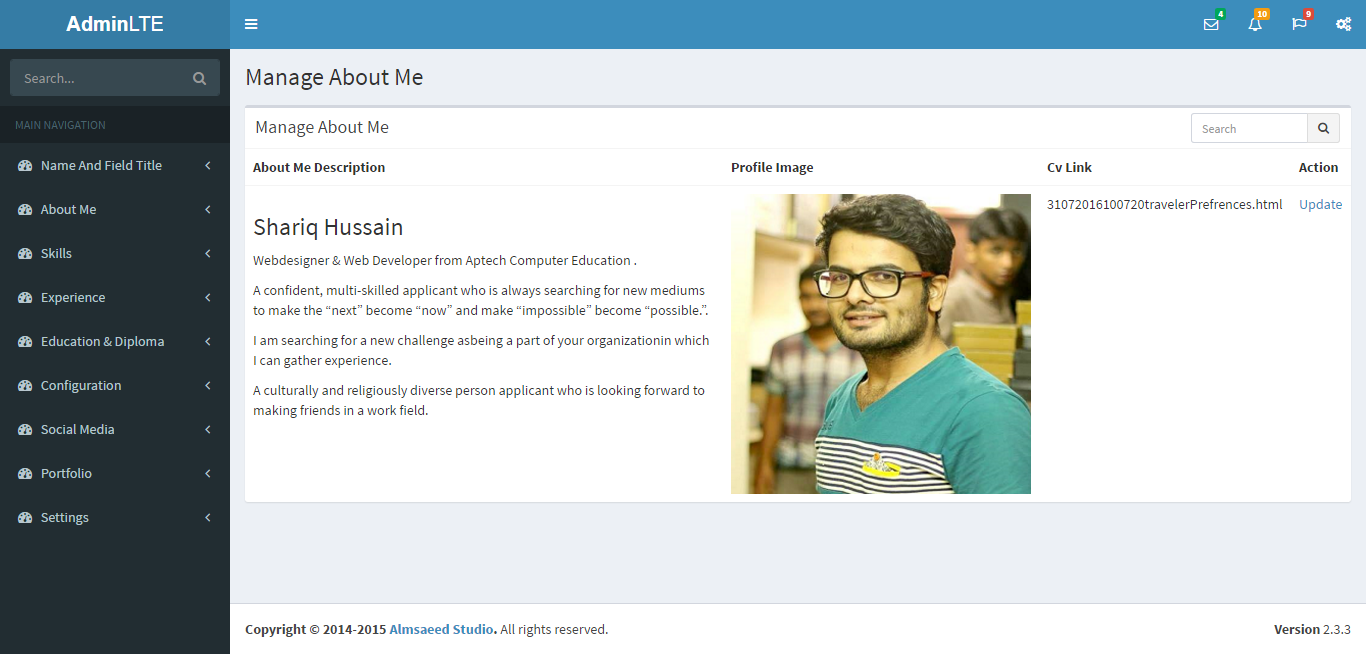 AdminLTE
4
10
9
Search...
MAIN NAVIGATION
Name And Field Title
About Me
Skills
Experience
Education & Diploma
Configuration
Social Media
Portfolio
Settings
Manage About Me
Manage About Me
Search
About Me Description Profile Image Cv Link Action
Shariq Hussain
Webdesigner & Web Developer from Aptech Computer Education .
A confident, multi-skilled applicant who is always searching for new mediums
to make the “next” become “now” and make “impossible” become “possible.”.
I am searching for a new challenge asbeing a part of your organizationin which
I can gather experience.
A culturally and religiously diverse person applicant who is looking forward to
making friends in a work field.
31072016100720travelerPrefrences.html
Update
Copyright © 2014-2015 Almsaeed Studio. All rights reserved.
Version 2.3.3